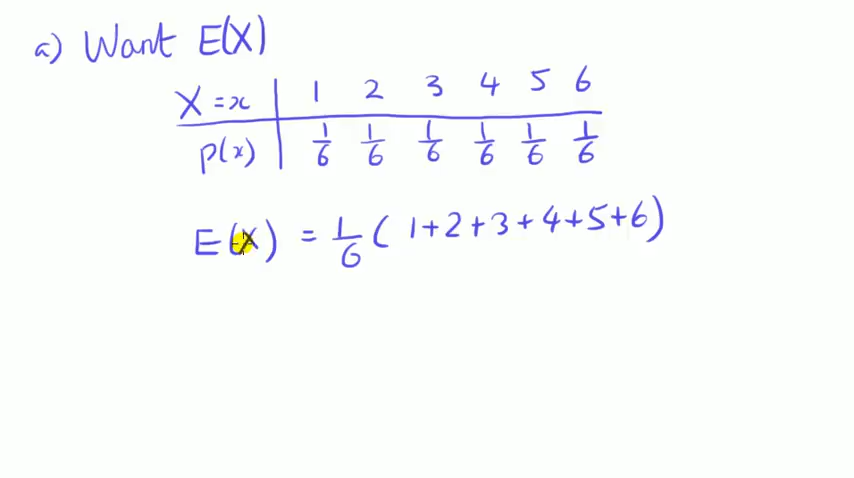 a) Want E(X)
X = x | 1 2 3 4 5 6
p(x) | 1/6 1/6 1/6 1/6 1/6 1/6
E(X) = 1/6 ( 1+2+3+4+5+6)